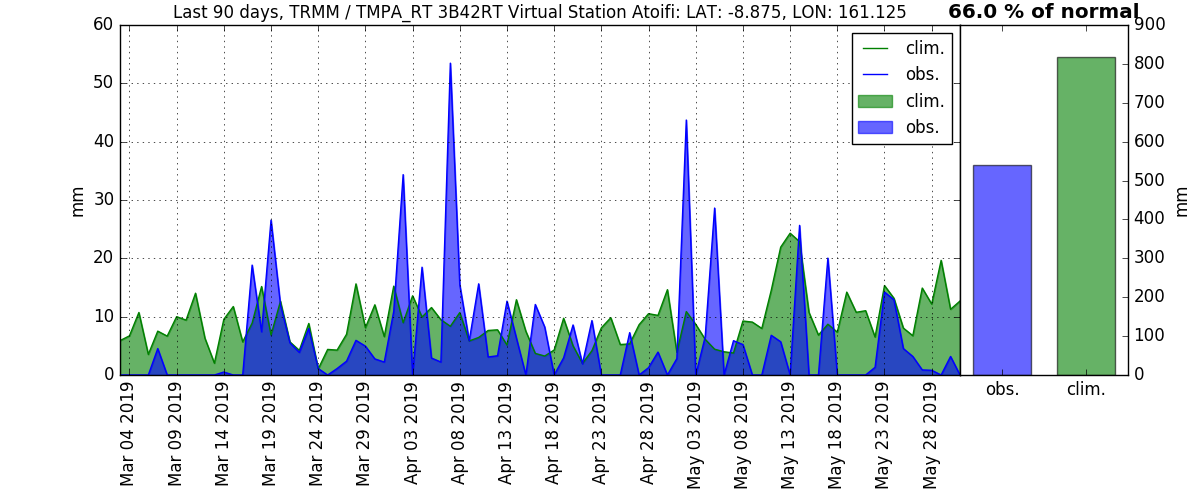 Last 90 days, TRMM / TMPA_RT 3B42RT Virtual Station Atoifi: LAT: -8.875, LON: 161.125
66.0 % of normal
mm
60
50
40
30
20
10
0
clim.
obs.
clim.
obs.
Mar 04 2019
Mar 09 2019
Mar 14 2019
Mar 19 2019
Mar 24 2019
Mar 29 2019
Apr 03 2019
Apr 08 2019
Apr 13 2019
Apr 18 2019
Apr 23 2019
Apr 28 2019
May 03 2019
May 08 2019
May 13 2019
May 18 2019
May 23 2019
May 28 2019
900
800
700
600
500
400
300
200
100
0
mm
obs.
clim.